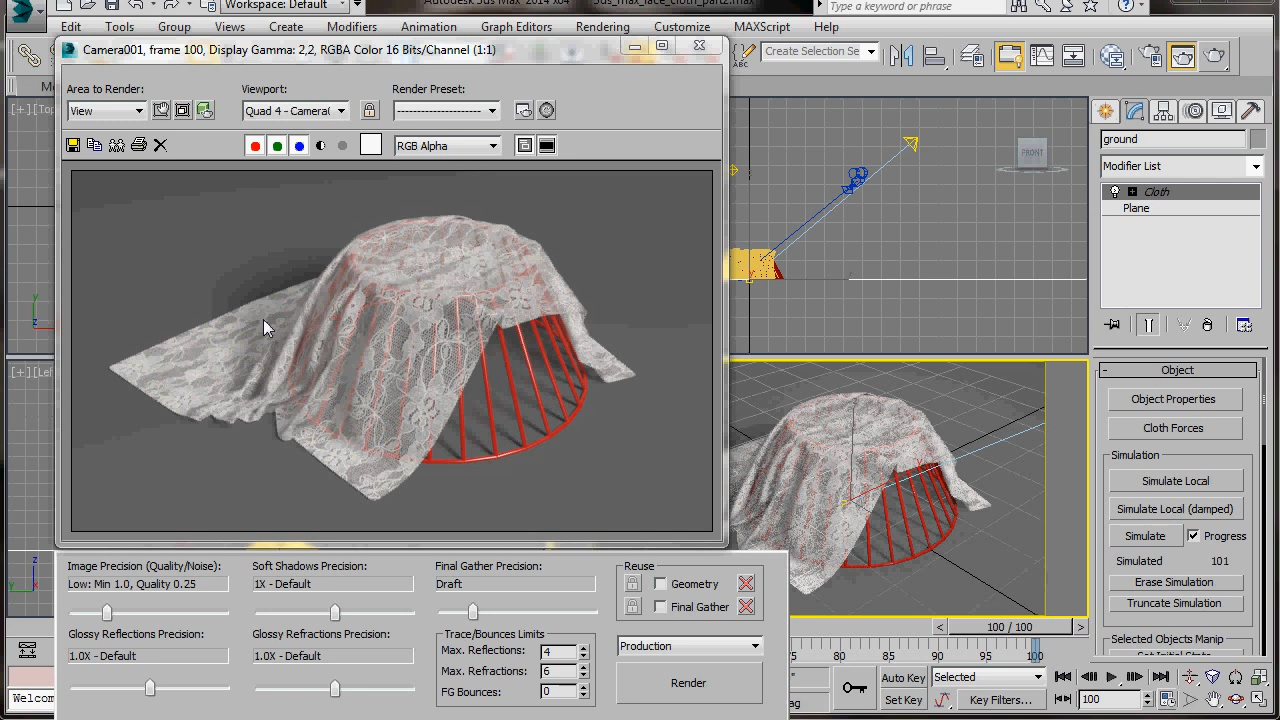 Workspace: Default
Autodesk 3ds Max 2014 x64 3ds_max_lace_cloth_part2.max
Type a keyword or phrase
Edit Tools Group Views Create Modifiers Animation Graph Editors Rendering Customize MAXScript Help
Camera001, frame 100, Display Gamma: 2,2, RGBA Color 16 Bits/Channel (1:1)
ABC
Create Selection Se
Area to Render:
Viewport:
Render Preset:
View
Quad 4 - Camera(
RGB Alpha
[+][Top
FRONT
ground
Modifier List
Cloth
Plane
[+][Left
Object
Object Properties
Cloth Forces
Simulation
Simulate Local
Simulate Local (damped)
Simulate
Progress
Simulated 101
Erase Simulation
Truncate Simulation
Selected Objects Manip
Set Initial State
Image Precision (Quality/Noise):
Low: Min 1.0, Quality 0.25
Soft Shadows Precision:
1X - Default
Final Gather Precision:
Draft
Reuse
Geometry
Final Gather
Glossy Reflections Precision:
1.0X - Default
Glossy Refractions Precision:
1.0X - Default
Trace/Bounces Limits
Max. Reflections: 4
Max. Refractions: 6
FG Bounces: 0
Production
Render
< 100 / 100 >
75 80 85 90 95 100
Auto Key
Selected
Set Key
Key Filters...
100
Welcom